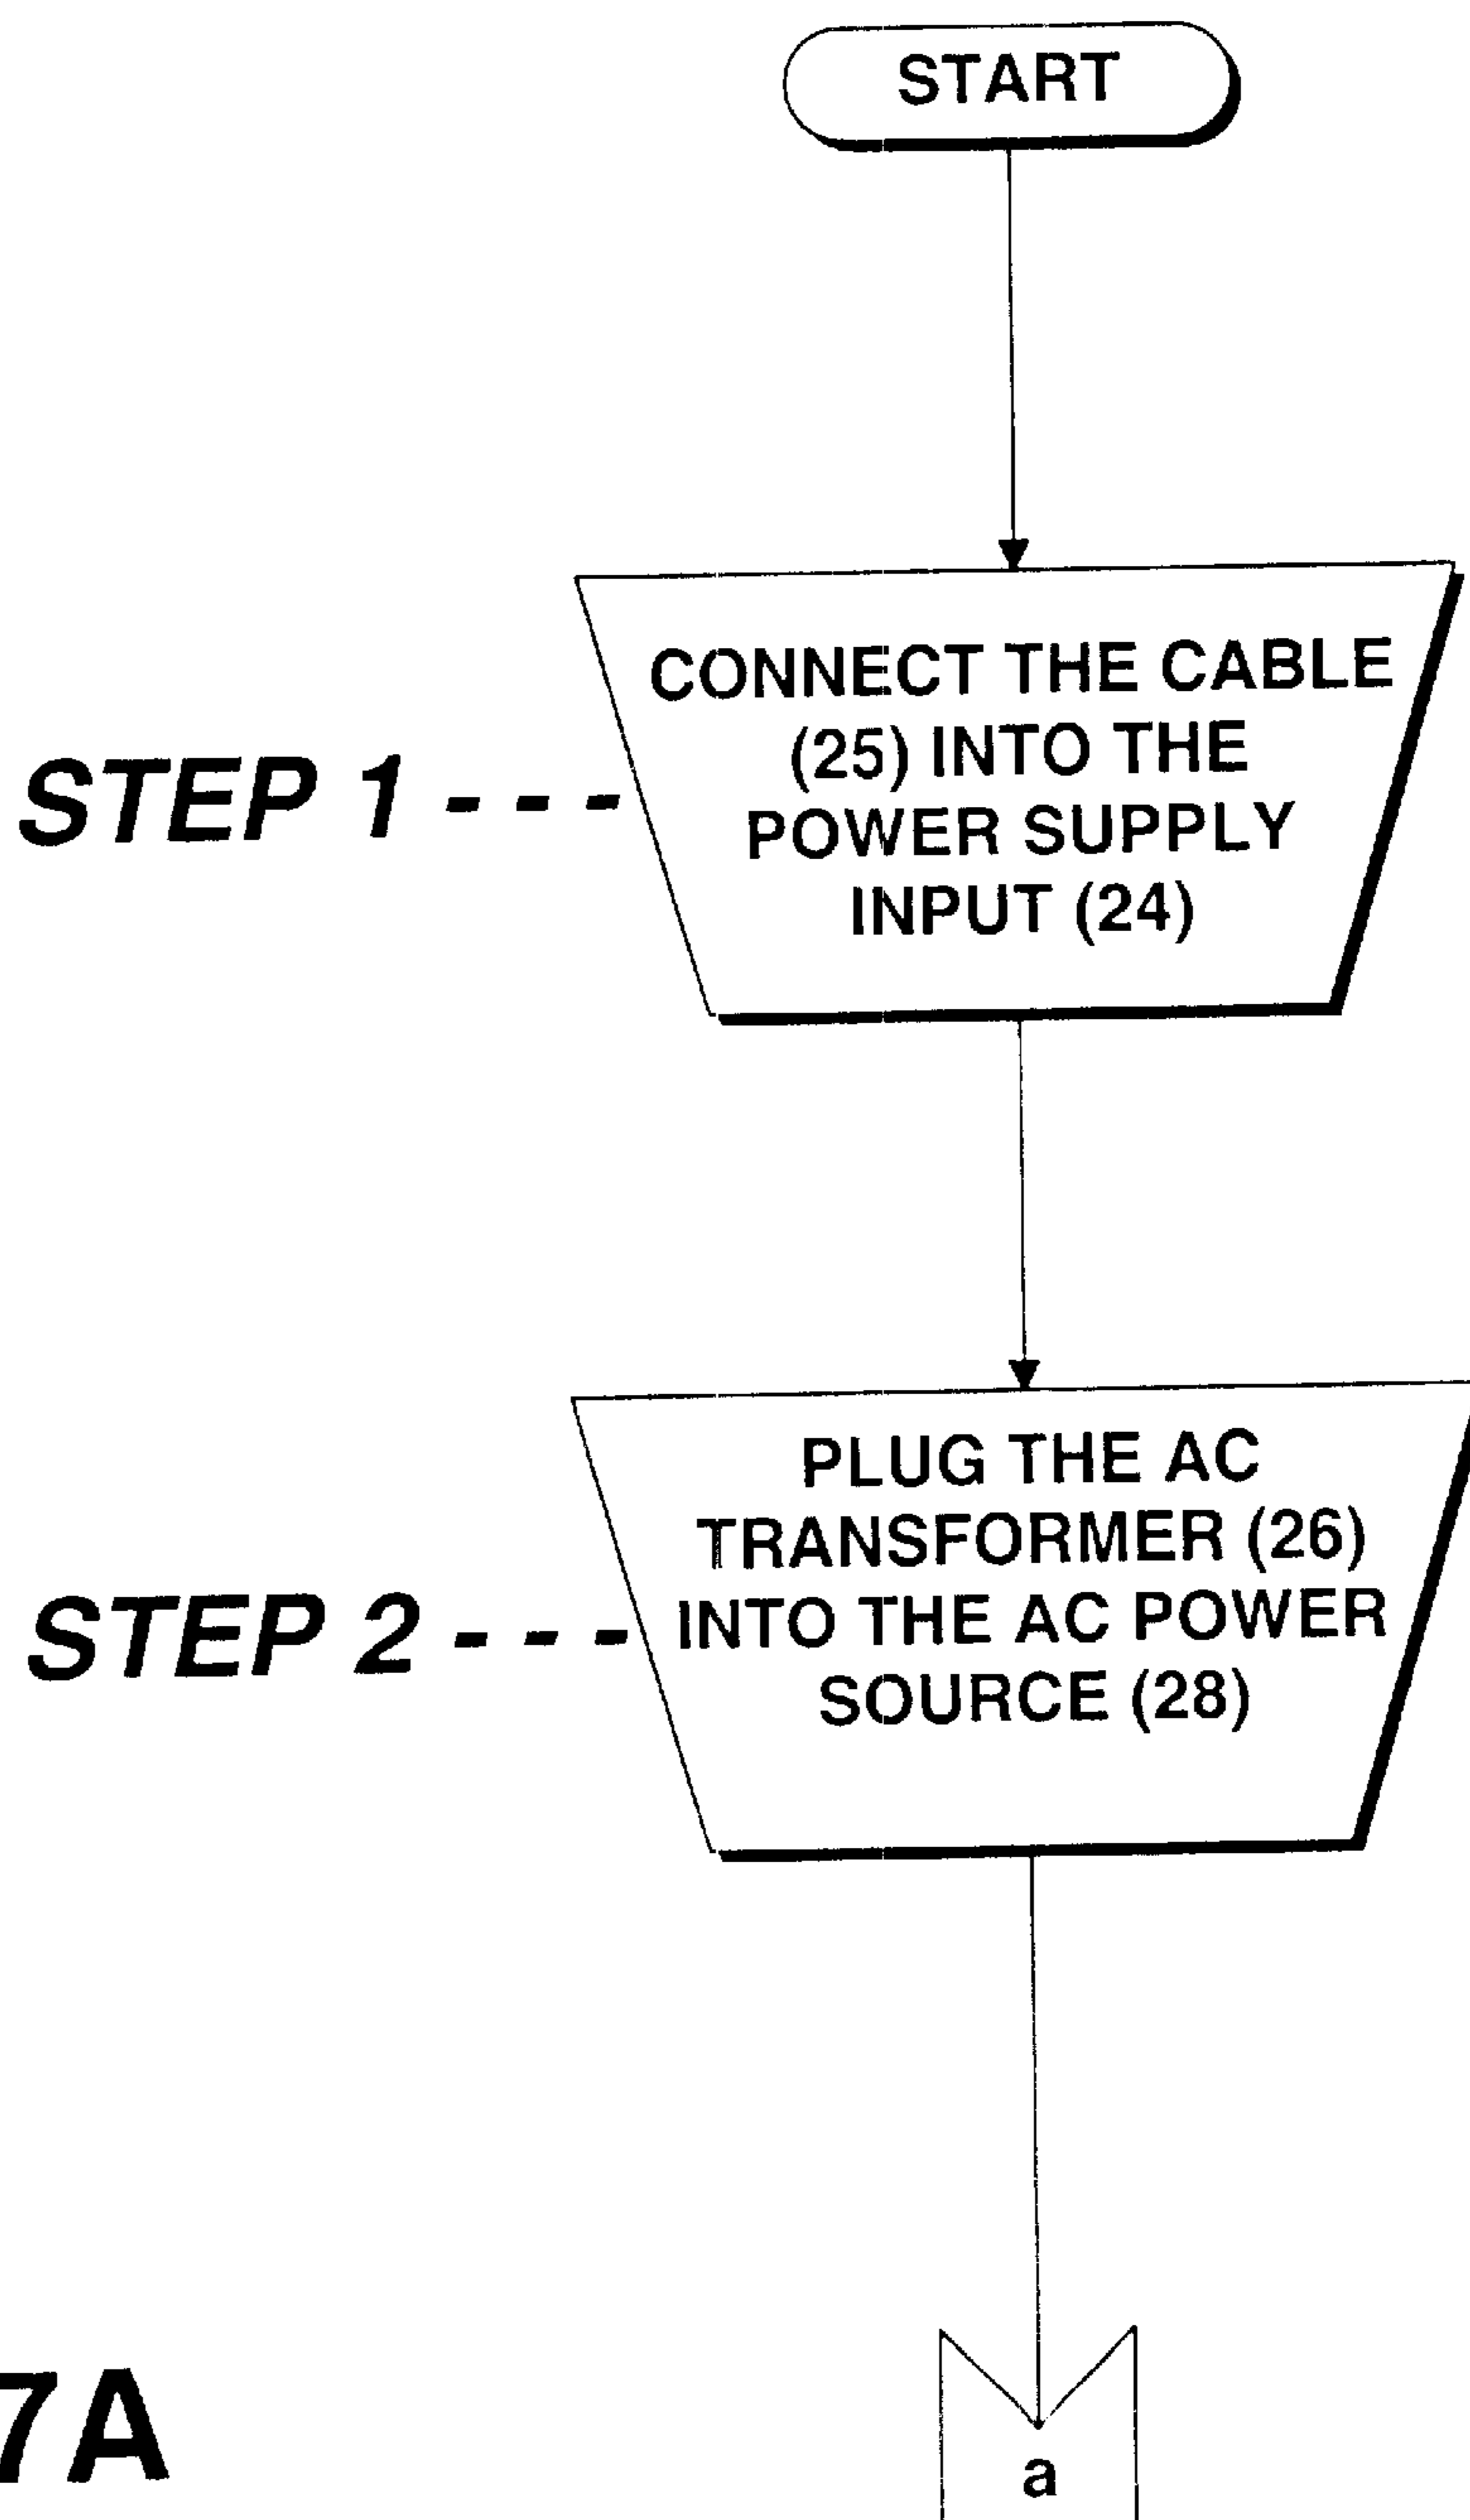 START
CONNECT THE CABLE
(25) INTO THE
POWER SUPPLY
INPUT (24)
STEP 1 - - -
PLUG THE AC
TRANSFORMER (26)
INTO THE AC POWER
SOURCE (28)
STEP 2 - - -
7A
a